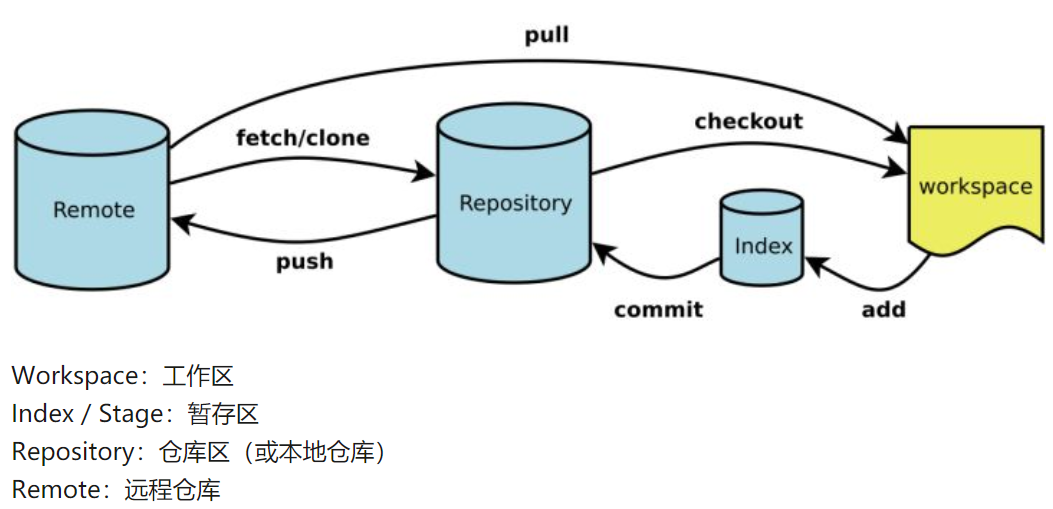 pull
fetch/clone
checkout
Remote
Repository
workspace
Index
push
commit
add
Workspace：工作区
Index / Stage：暂存区
Repository：仓库区（或本地仓库）
Remote：远程仓库